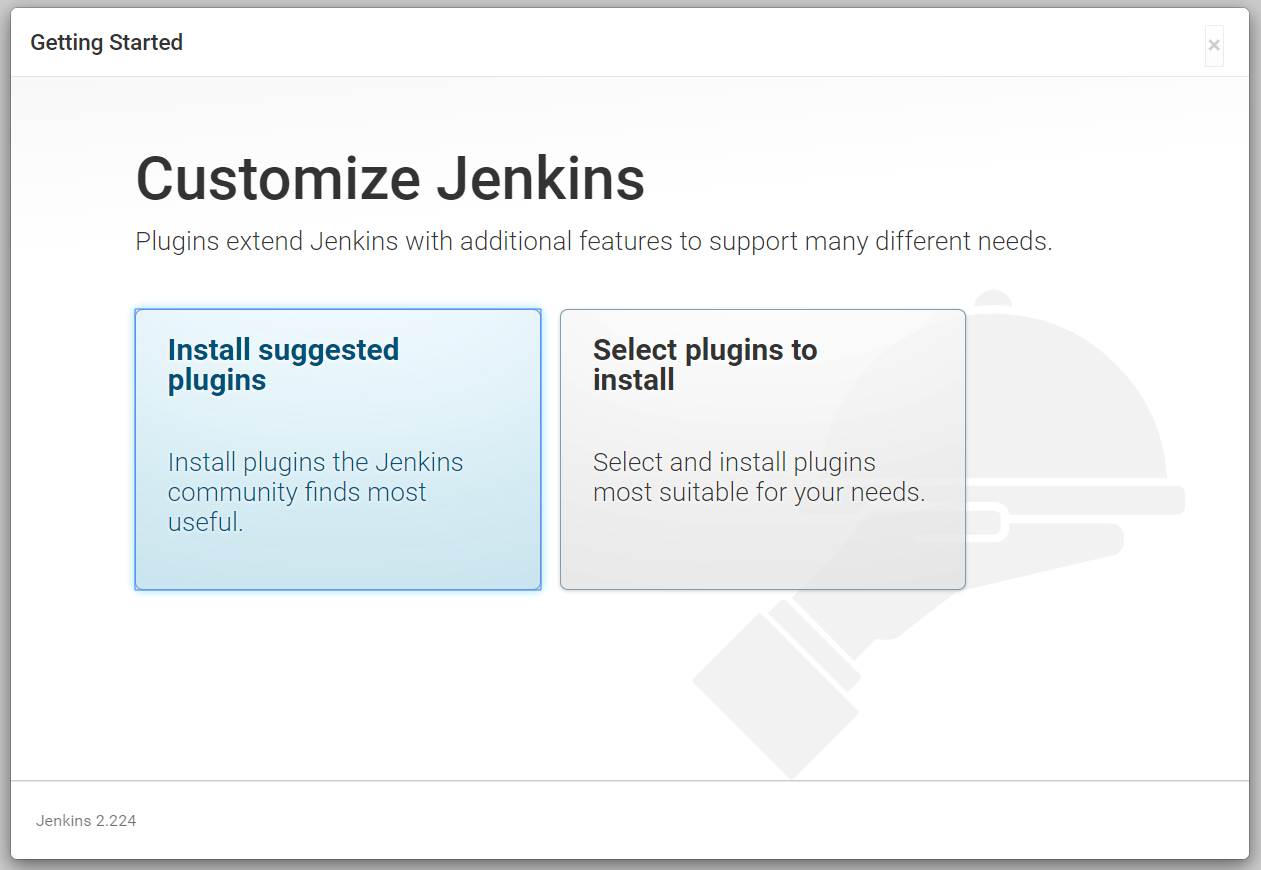 Getting Started
×
Customize Jenkins
Plugins extend Jenkins with additional features to support many different needs.
Install suggested
plugins
Install plugins the Jenkins
community finds most
useful.
Select plugins to
install
Select and install plugins
most suitable for your needs.
Jenkins 2.224